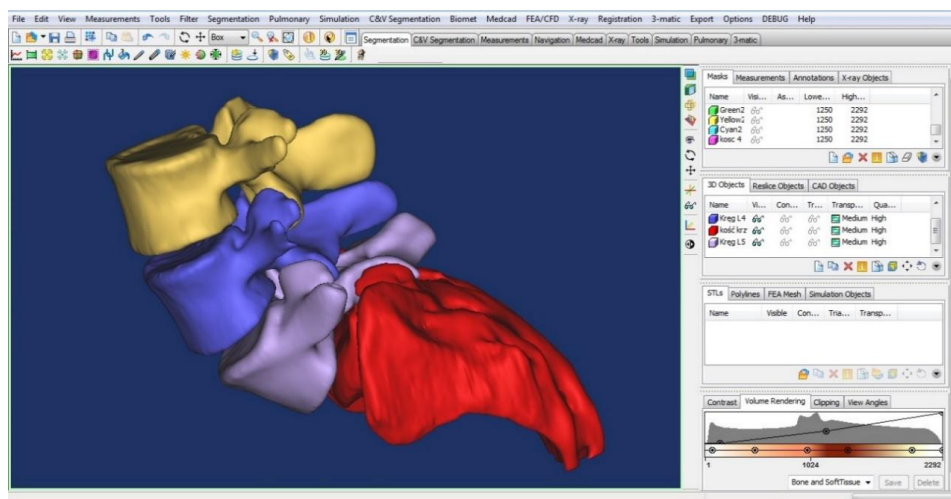 File Edit View Measurements Tools Filter Segmentation Pulmonary Simulation C&V Segmentation Biomet Medcad FEA/CFD X-ray Registration 3-matic Export Options DEBUG Help
Box
Segmentation C&V Segmentation Measurements Navigation Medcad X-ray Tools Simulation Pulmonary 3-matic
Masks Measurements Annotations X-ray Objects
Name Visi... As... Lowe... High...
Green2 1250 2292
Yellow2 1250 2292
Cyan2 1250 2292
kosc 4 1250 2292
3D Objects Reslice Objects CAD Objects
Name Vi... Con... Tr... Transp... Qua...
Kręg L4 Medium High
kość krz Medium High
Kręg L5 Medium High
STLs Polylines FEA Mesh Simulation Objects
Name Visible Con... Tria... Transp...
Contrast Volume Rendering Clipping View Angles
1 1024 2292
Bone and SoftTissue Save Delete